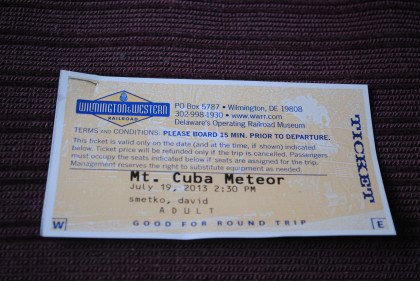 WILMINGTON & WESTERN
RAILROAD
PO Box 5787 • Wilmington, DE 19808
302-998-1930 • www.wwrr.com
Delaware's Operating Railroad Museum
TERMS AND CONDITIONS: PLEASE BOARD 15 MIN. PRIOR TO DEPARTURE.
This ticket is valid only on the date (and at the time, if shown) indicated
below. Ticket price will be refunded only if the trip is cancelled. Passengers
must occupy the seats indicated below if seats are assigned for the trip.
Management reserves the right to substitute equipment as needed.
Mt. Cuba Meteor
July 19, 2013 2:30 PM
smetko, david
ADULT
GOOD FOR ROUND TRIP
W
E
TICKET